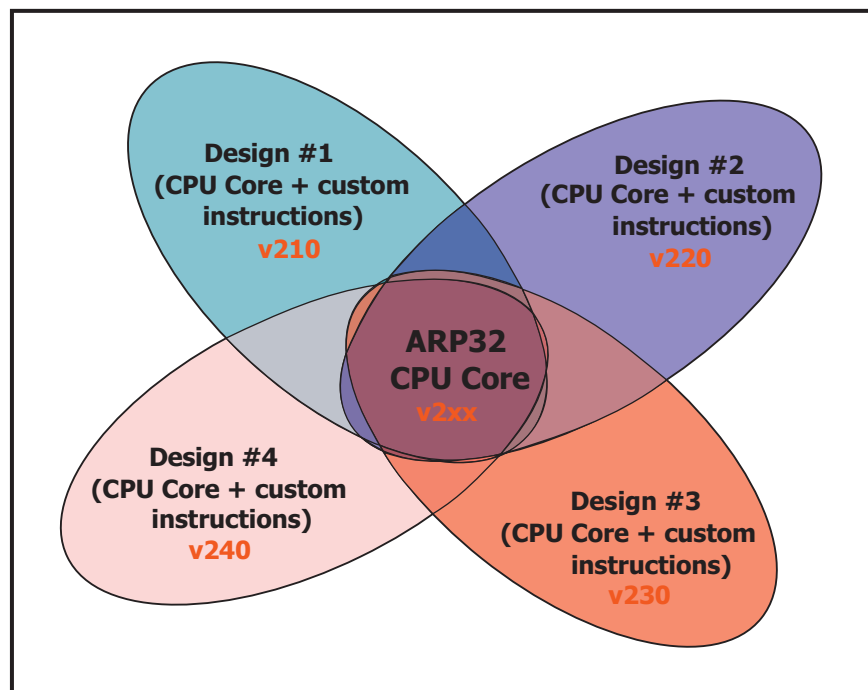 Design #1
(CPU Core + custom
instructions)
v210
Design #2
(CPU Core + custom
instructions)
v220
ARP32
CPU Core
v2xx
Design #4
(CPU Core + custom
instructions)
v240
Design #3
(CPU Core + custom
instructions)
v230